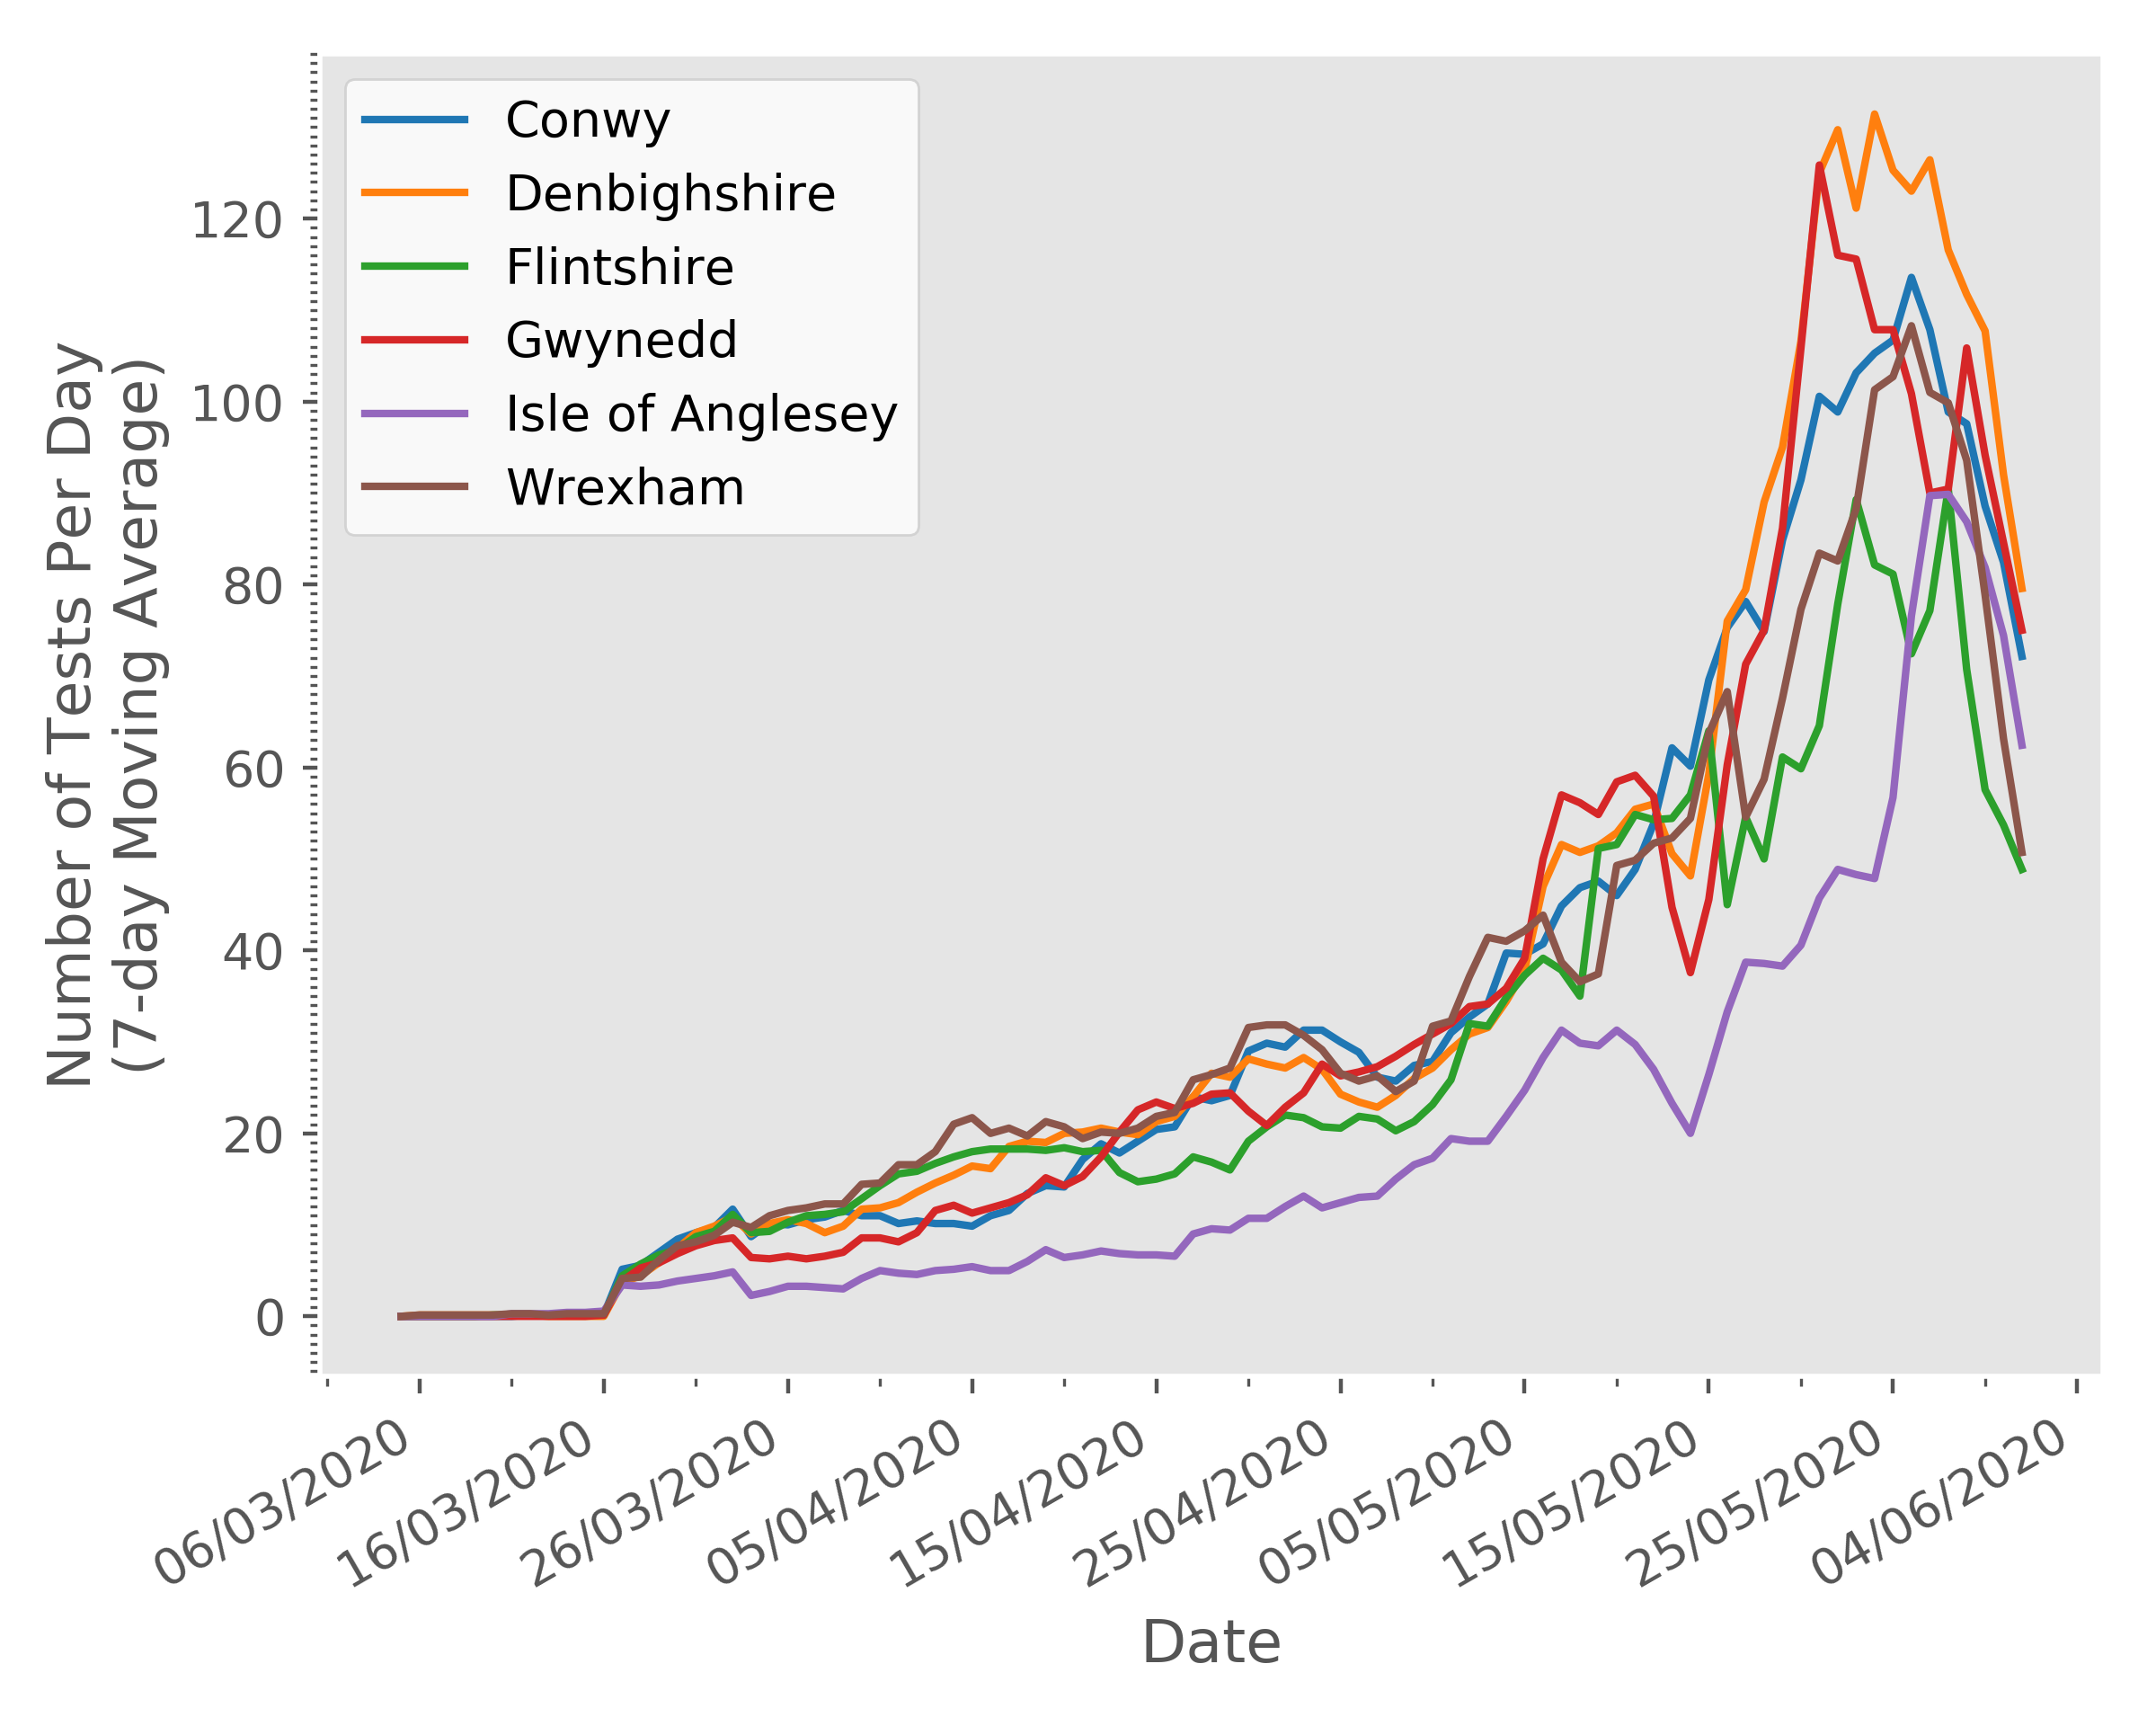 Conwy
Denbighshire
Flintshire
Gwynedd
Isle of Anglesey
Wrexham
Number of Tests Per Day
(7-day Moving Average)
120
100
80
60
40
20
0
06/03/2020
16/03/2020
26/03/2020
05/04/2020
15/04/2020
25/04/2020
05/05/2020
15/05/2020
25/05/2020
04/06/2020
Date